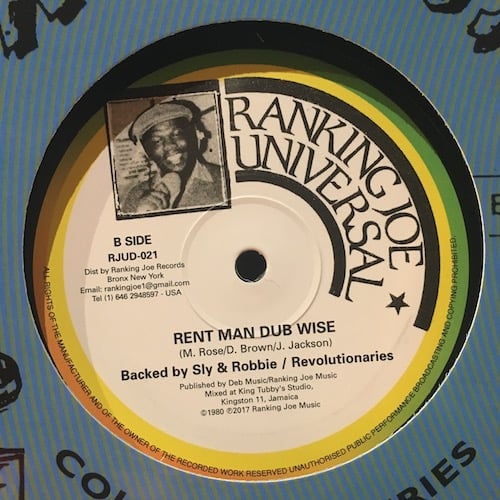 RANKING JOE
UNIVERSAL
B SIDE
RJUD-021
Dist by Ranking Joe Records
Bronx New York
Email: rankingjoe1@gmail.com
Tel (1) 646 2948597 - USA
RENT MAN DUB WISE
(M. Rose/D. Brown/J. Jackson)
Backed by Sly & Robbie / Revolutionaries
Published by Deb Music/Ranking Joe Music
Mixed at King Tubby's Studio,
Kingston 11, Jamaica
©1980 ℗2017 Ranking Joe Music
ALL RIGHTS OF THE MANUFACTURER AND OF THE OWNER OF THE RECORDED WORK RESERVED UNAUTHORISED PUBLIC PERFORMANCE BROADCASTING AND COPYING PROHIBITED.